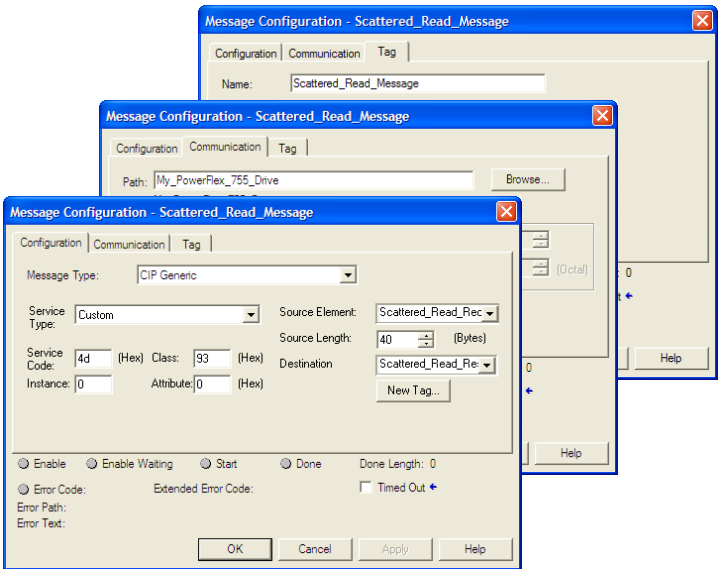 Message Configuration - Scattered_Read_Message
Configuration Communication Tag
Name: Scattered_Read_Message
: 0
t
Help
Message Configuration - Scattered_Read_Message
Configuration Communication Tag
Path: My_PowerFlex_755_Drive Browse...
(Octal)
0
Help
Message Configuration - Scattered_Read_Message
Configuration Communication Tag
Message Type: CIP Generic
Service Type: Custom
Source Element: Scattered_Read_Rec
Source Length: 40 (Bytes)
Service Code: 4d (Hex) Class: 93 (Hex)
Destination Scattered_Read_Re
Instance: 0 Attribute: 0 (Hex)
New Tag...
Enable Enable Waiting Start Done Done Length: 0
Error Code: Extended Error Code: Timed Out
Error Path:
Error Text:
OK Cancel Apply Help